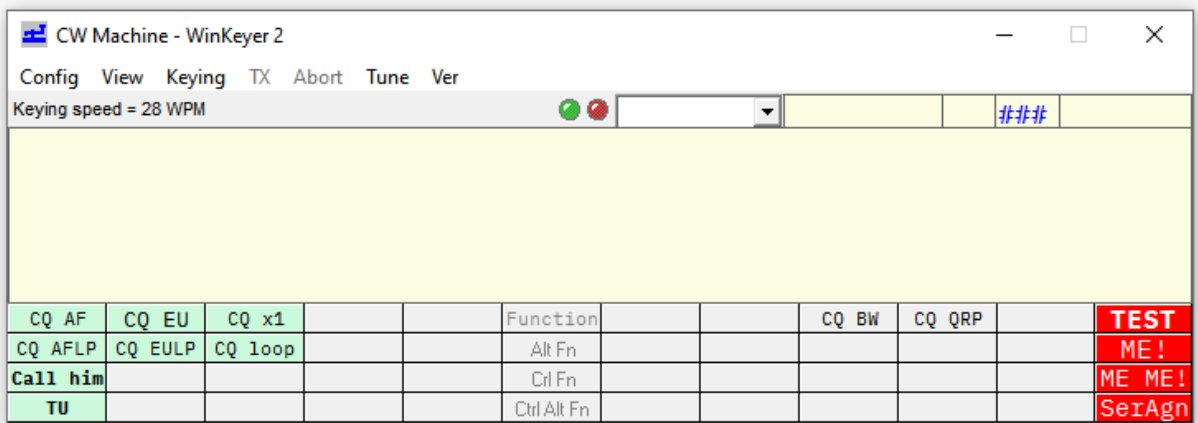 CW Machine - WinKeyer 2
Config View Keying TX Abort Tune Ver
Keying speed = 28 WPM ###
CQ AF CQ EU CQ x1 Function CQ BW CQ QRP TEST
CQ AFLP CQ EULP CQ loop Alt Fn ME!
Call him Crl Fn ME ME!
TU Ctrl Alt Fn SerAgn